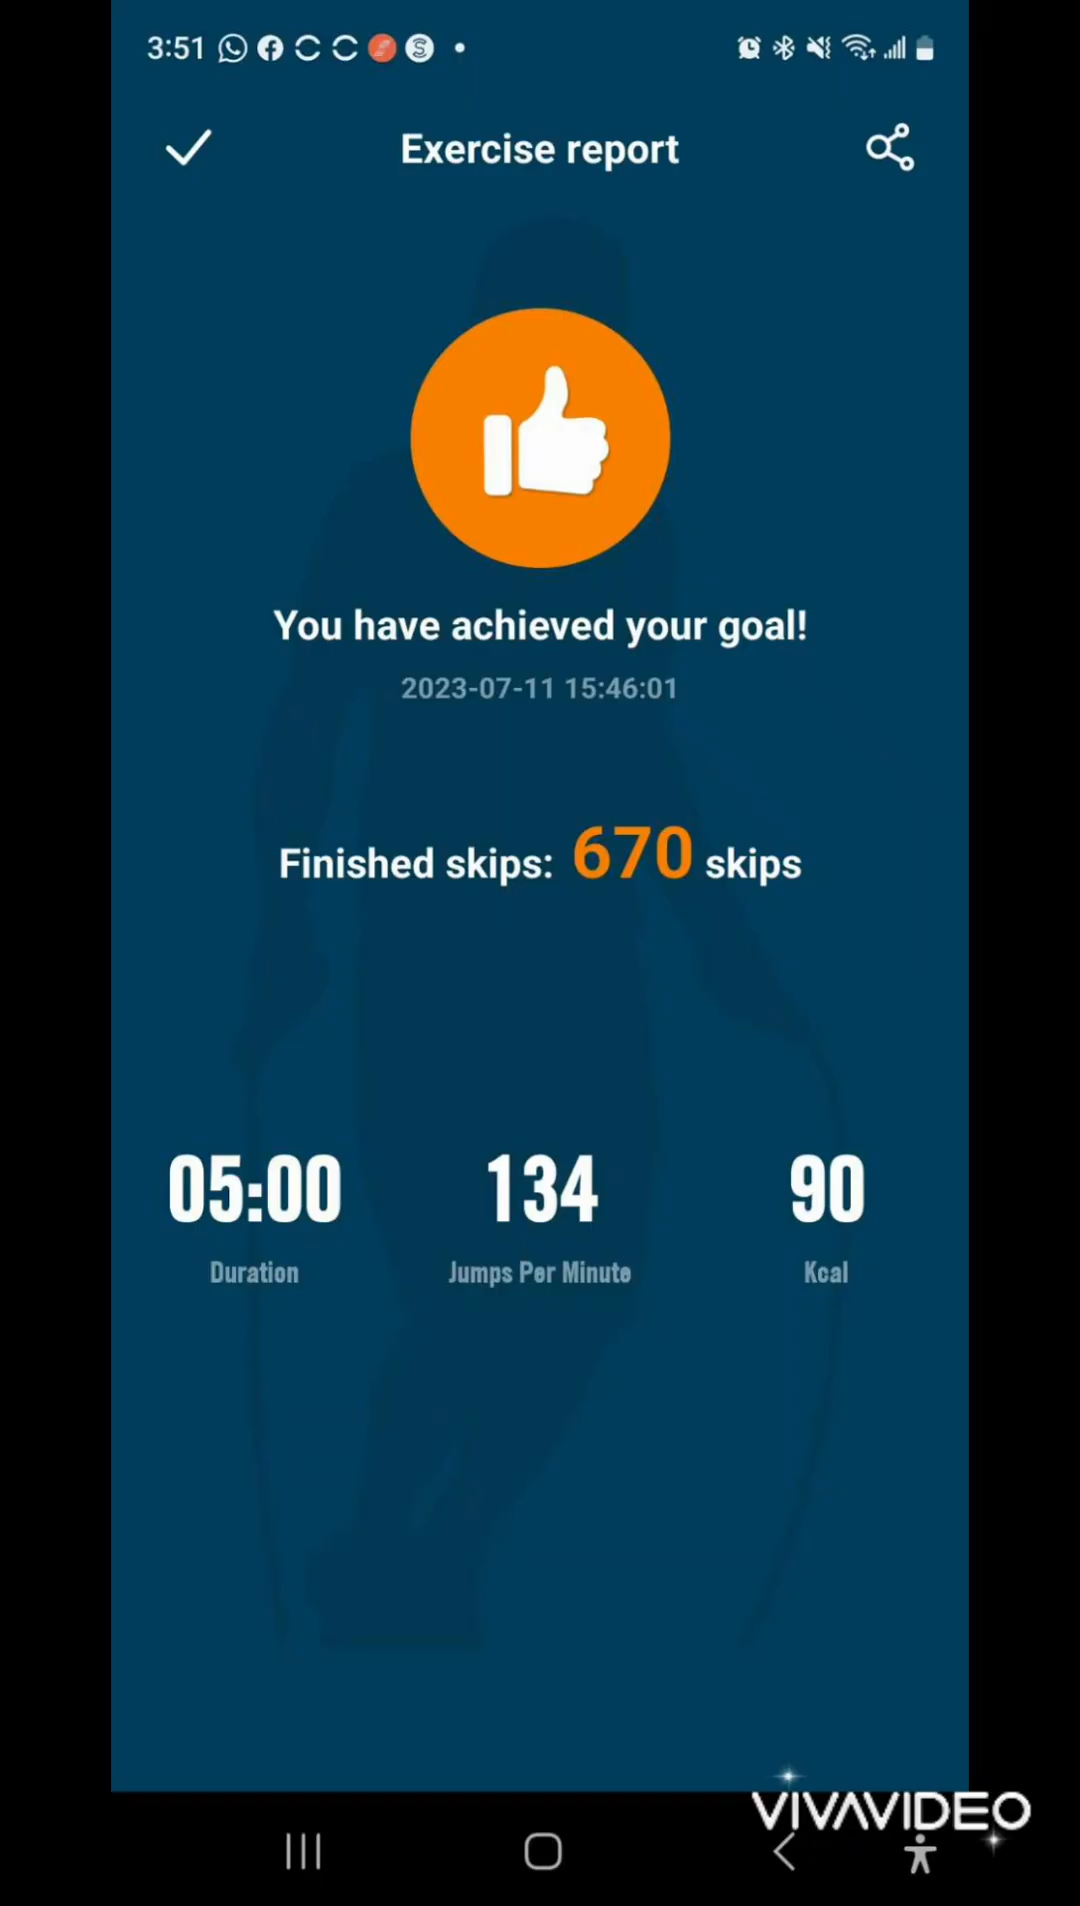 3:51
Exercise report
You have achieved your goal!
2023-07-11 15:46:01
Finished skips: 670 skips
05:00 134 90
Duration Jumps Per Minute Kcal
VIVAVIDEO